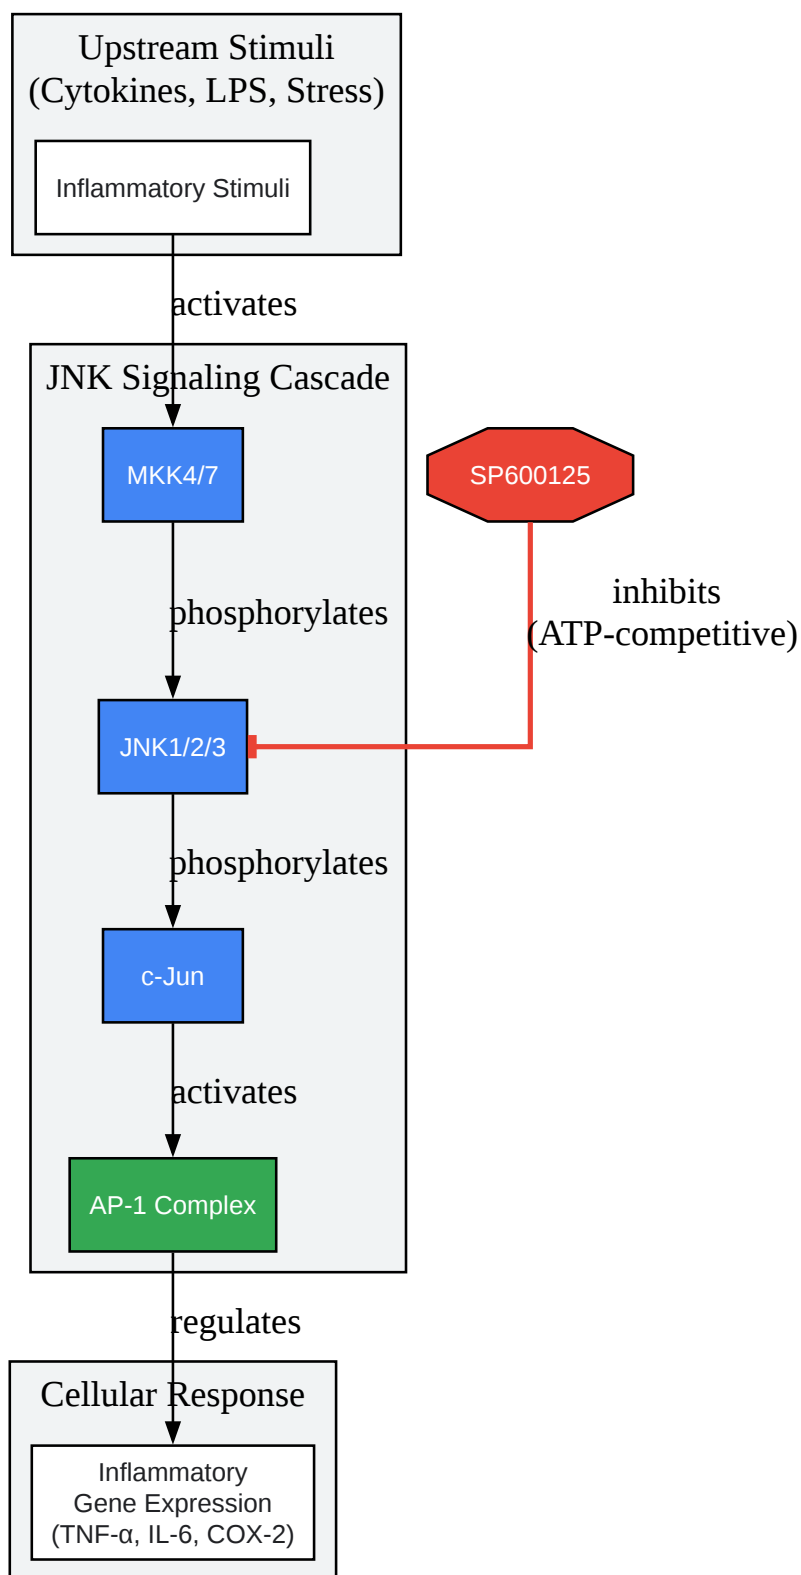 Upstream Stimuli
(Cytokines, LPS, Stress)
Inflammatory Stimuli
activates
JNK Signaling Cascade
MKK4/7
SP600125
phosphorylates
inhibits
(ATP-competitive)
JNK1/2/3
phosphorylates
c-Jun
activates
AP-1 Complex
regulates
Cellular Response
Inflammatory
Gene Expression
(TNF-α, IL-6, COX-2)